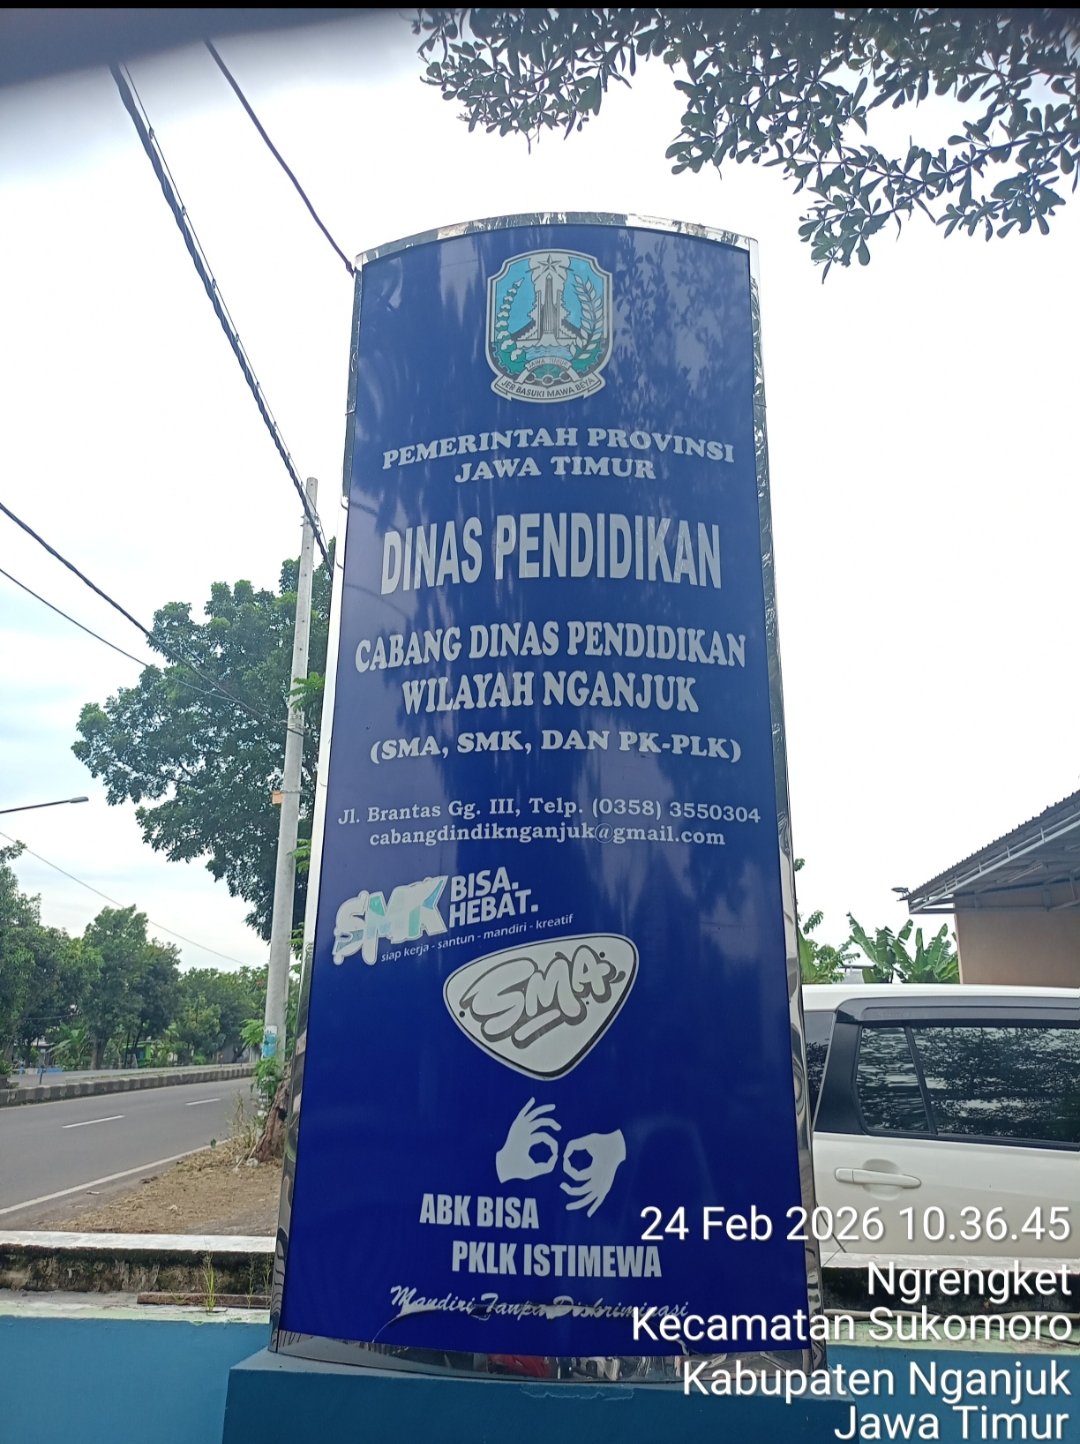 JAWA TIMUR
JER BASUKI MAWA BEYA
PEMERINTAH PROVINSI
JAWA TIMUR
DINAS PENDIDIKAN
CABANG DINAS PENDIDIKAN
WILAYAH NGANJUK
(SMA, SMK, DAN PK-PLK)
Jl. Brantas Gg. III, Telp. (0358) 3550304
cabangdindiknganjuk@gmail.com
SMK BISA.
HEBAT.
siap kerja - santun - mandiri - kreatif
SMA
ABK BISA
PKLK ISTIMEWA
Mandiri Tanpa Diskriminasi
24 Feb 2026 10.36.45
Ngrengket
Kecamatan Sukomoro
Kabupaten Nganjuk
Jawa Timur